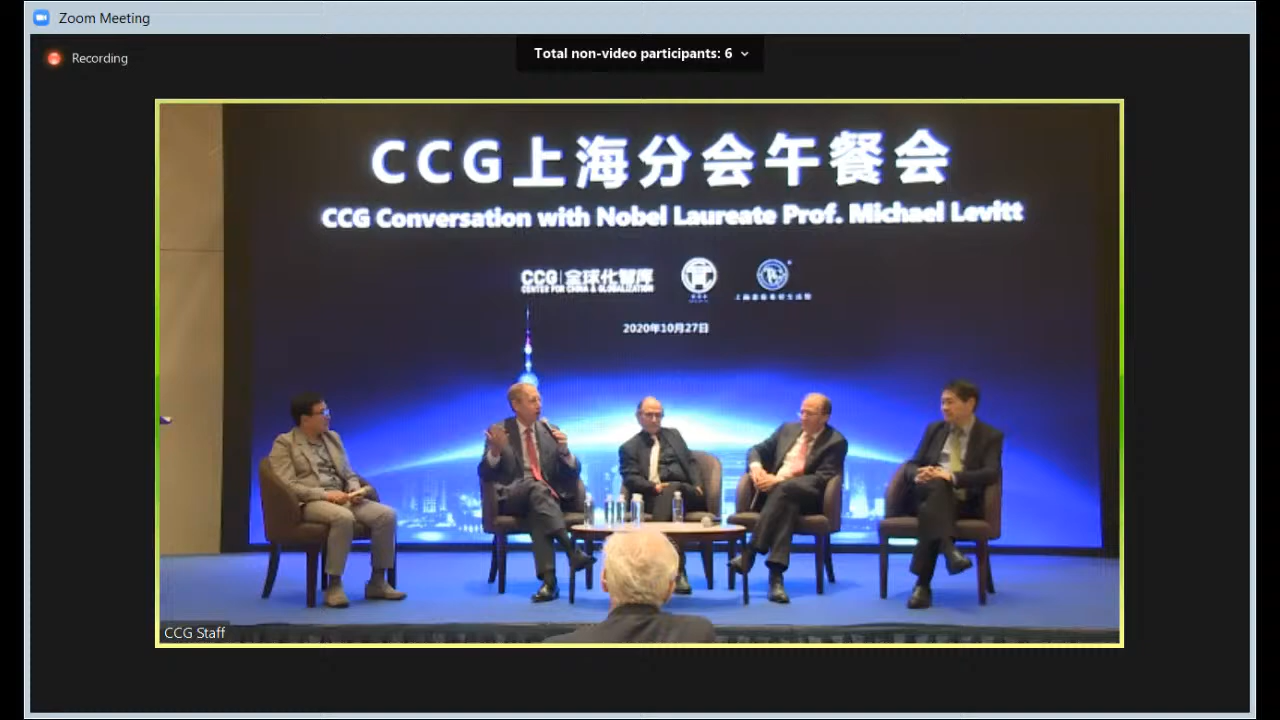 Zoom Meeting
Recording
Total non-video participants: 6
CCG上海分会午餐会
CCG Conversation with Nobel Laureate Prof. Michael Levitt
CCG 全球化智库
CENTER FOR CHINA & GLOBALIZATION
2020年10月27日
CCG Staff